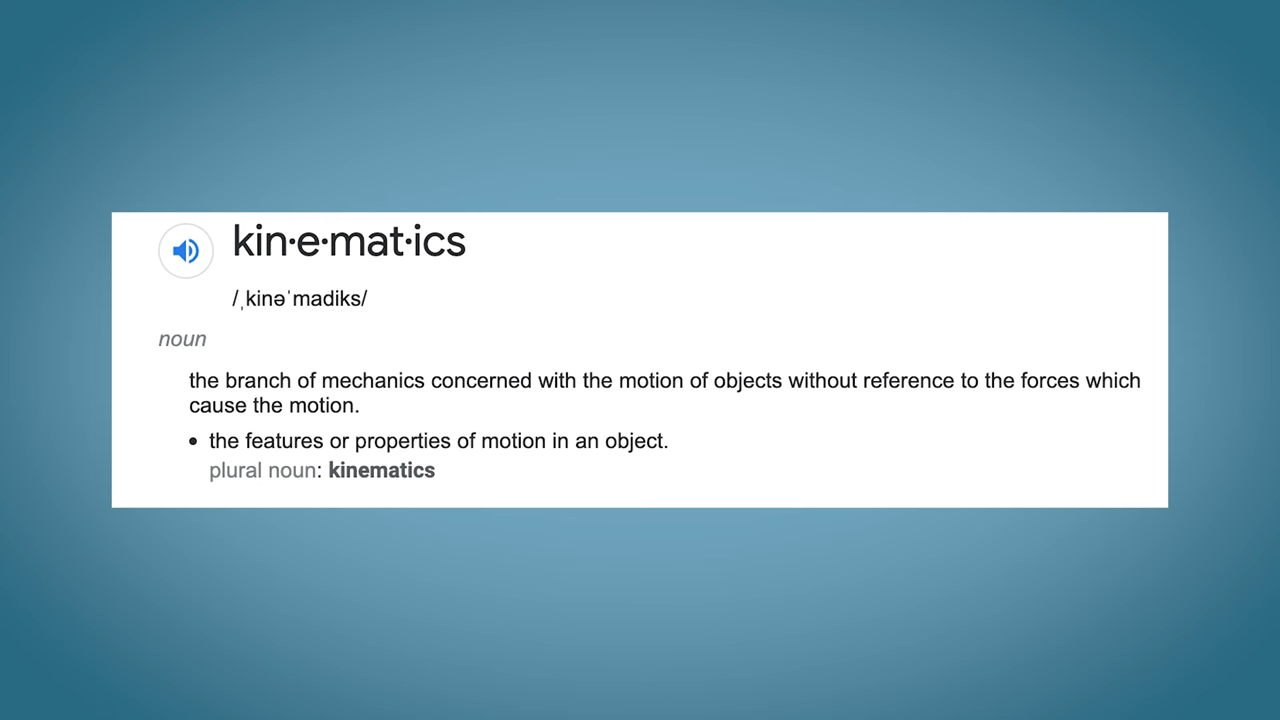 kin·e·mat·ics
/ˌkinəˈmadiks/
noun
the branch of mechanics concerned with the motion of objects without reference to the forces which
cause the motion.
• the features or properties of motion in an object.
plural noun: kinematics